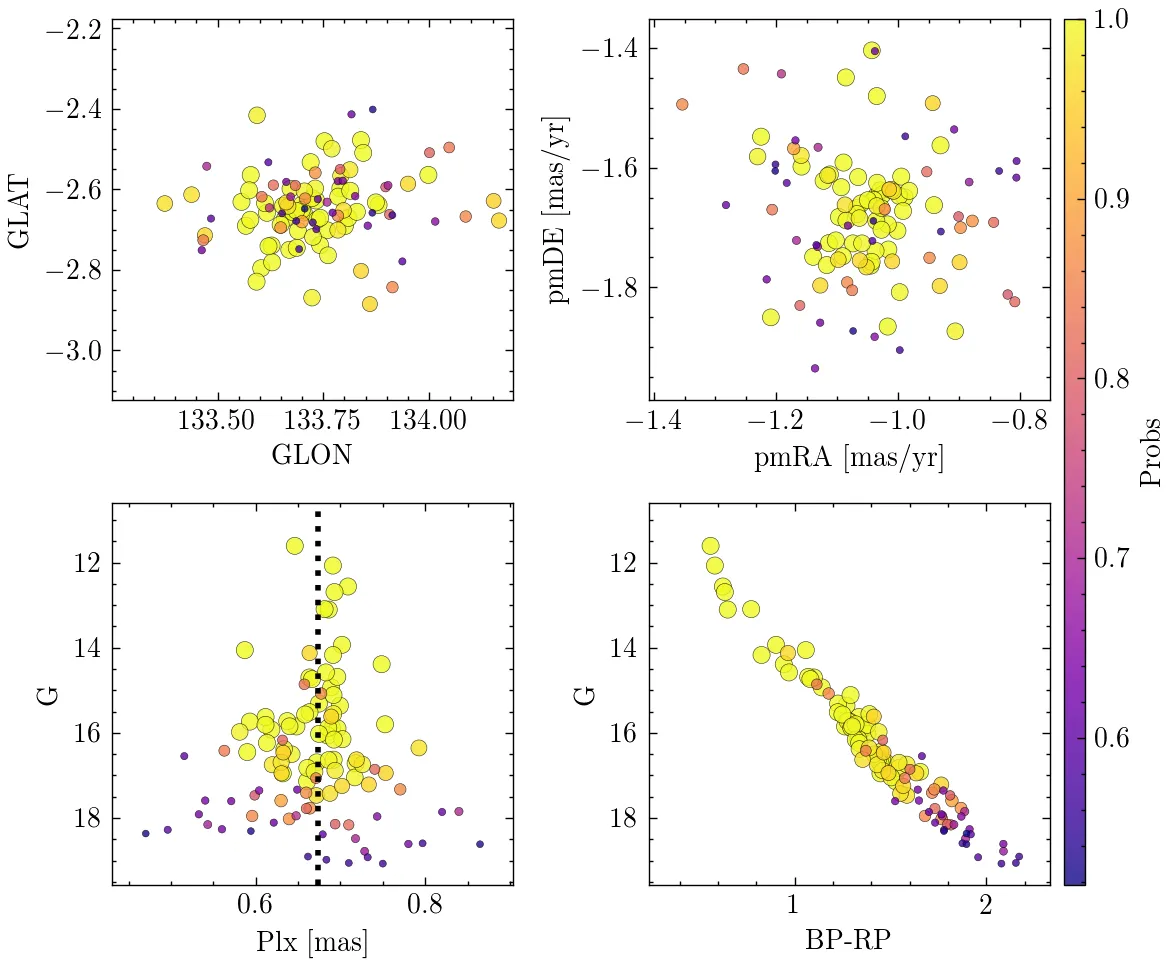 −2.2
−2.4
−2.6
−2.8
−3.0
GLAT
133.50 133.75 134.00
GLON
−1.4
−1.6
−1.8
pmDE [mas/yr]
−1.4 −1.2 −1.0 −0.8
pmRA [mas/yr]
1.0
0.9
0.8
0.7
0.6
Probs
12
14
16
18
G
0.6 0.8
Plx [mas]
12
14
16
18
G
1 2
BP-RP